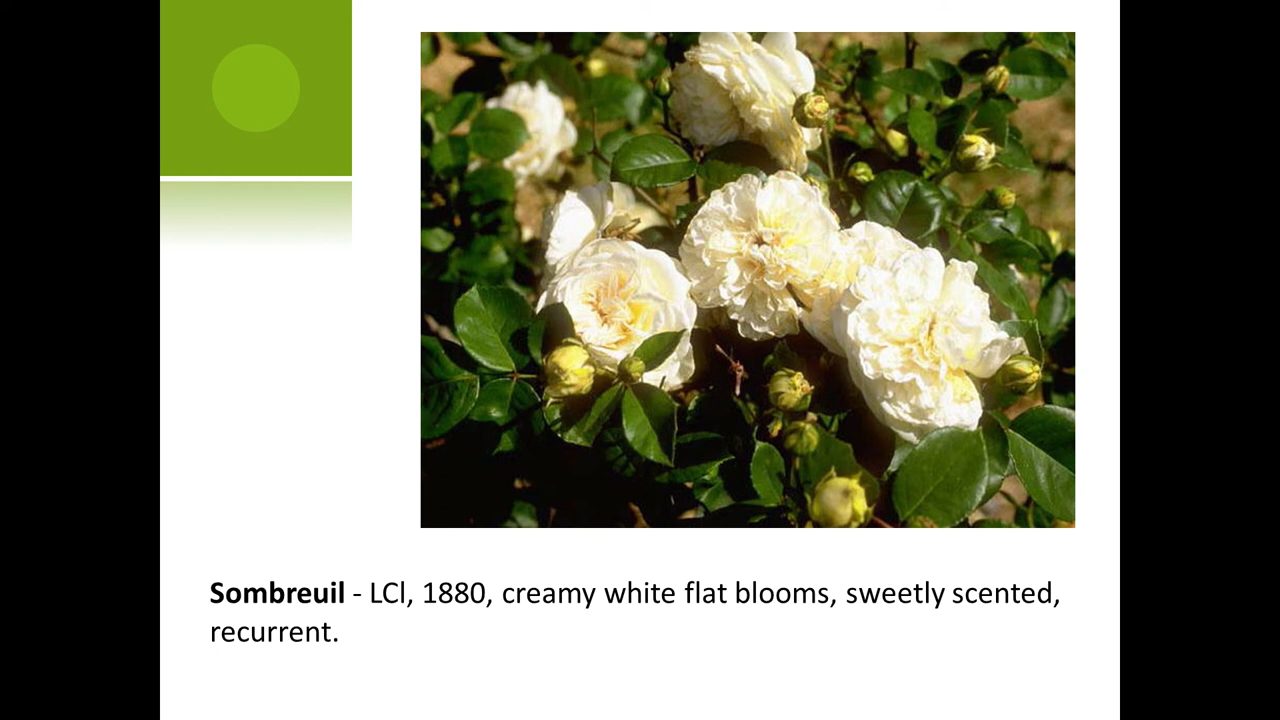 Sombreuil - LCl, 1880, creamy white flat blooms, sweetly scented,
recurrent.